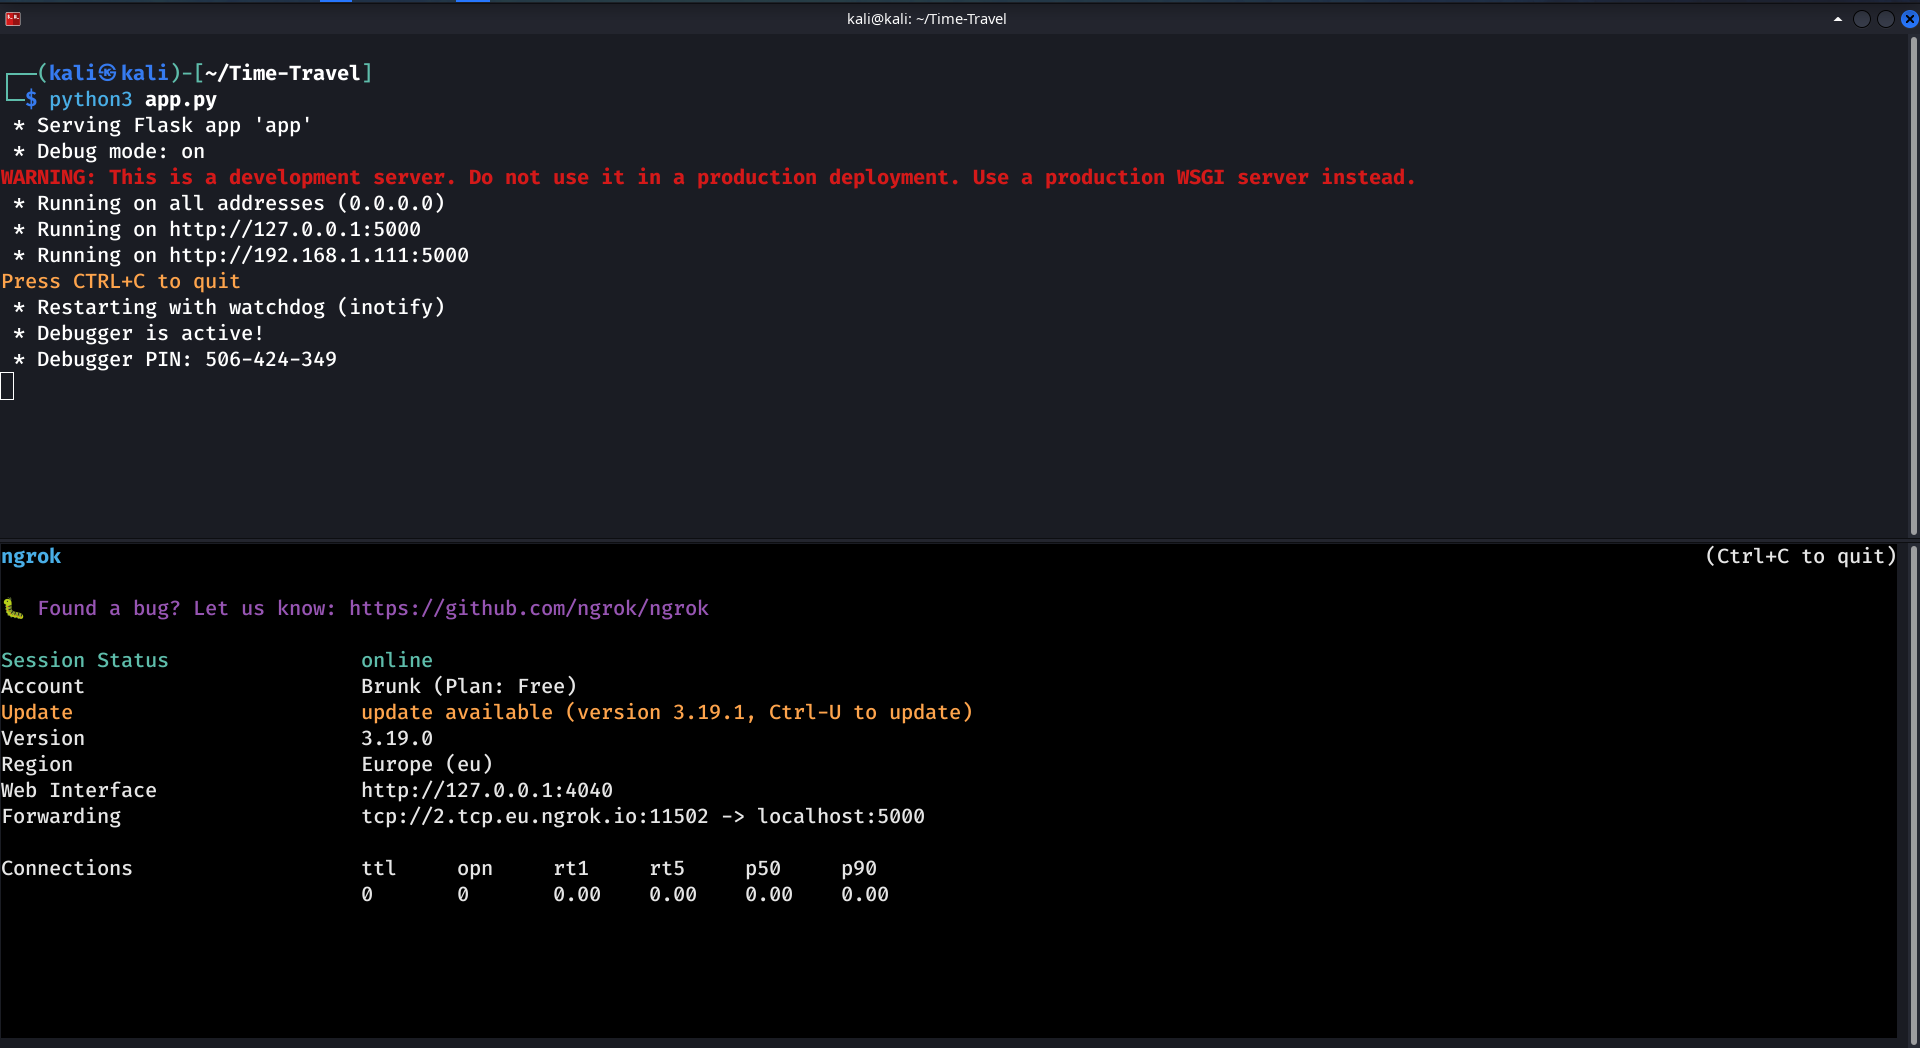 kali@kali: ~/Time-Travel
(kali㉿kali)-[~/Time-Travel]
$ python3 app.py
* Serving Flask app 'app'
* Debug mode: on
WARNING: This is a development server. Do not use it in a production deployment. Use a production WSGI server instead.
* Running on all addresses (0.0.0.0)
* Running on http://127.0.0.1:5000
* Running on http://192.168.1.111:5000
Press CTRL+C to quit
* Restarting with watchdog (inotify)
* Debugger is active!
* Debugger PIN: 506-424-349
ngrok (Ctrl+C to quit)
🐛 Found a bug? Let us know: https://github.com/ngrok/ngrok
Session Status online
Account Brunk (Plan: Free)
Update update available (version 3.19.1, Ctrl-U to update)
Version 3.19.0
Region Europe (eu)
Web Interface http://127.0.0.1:4040
Forwarding tcp://2.tcp.eu.ngrok.io:11502 -> localhost:5000
Connections ttl opn rt1 rt5 p50 p90
0 0 0.00 0.00 0.00 0.00